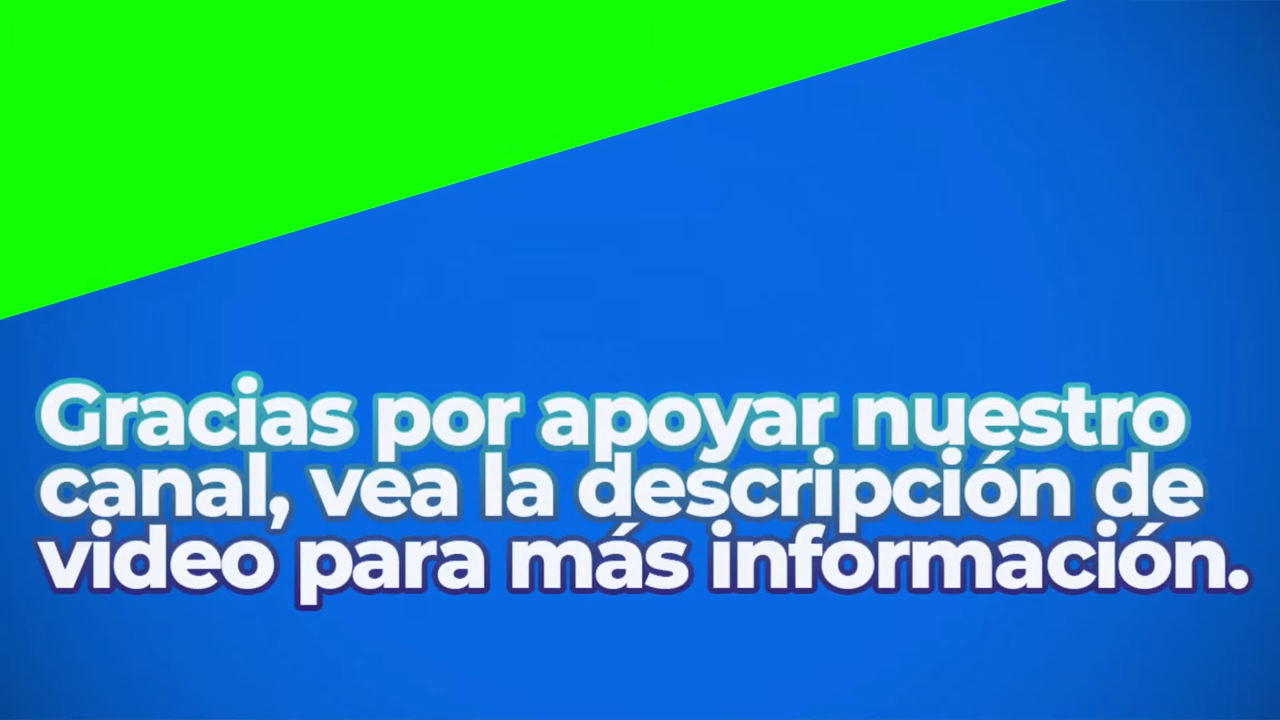 Gracias por apoyar nuestro
canal, vea la descripción de
video para más información.